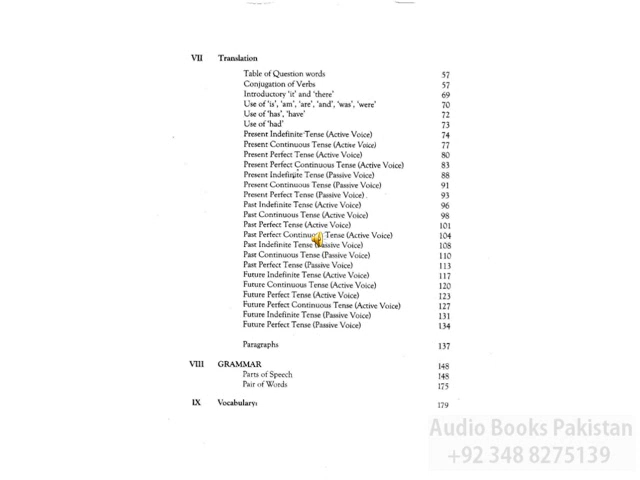 VII Translation
Table of Question words 57
Conjugation of Verbs 57
Introductory 'it' and 'there' 69
Use of 'is', 'am', 'are', 'and', 'was', 'were' 70
Use of 'has', 'have' 72
Use of 'had' 73
Present Indefinite Tense (Active Voice) 74
Present Continuous Tense (Active Voice) 77
Present Perfect Tense (Active Voice) 80
Present Perfect Continuous Tense (Active Voice) 83
Present Indefinite Tense (Passive Voice) 88
Present Continuous Tense (Passive Voice) 91
Present Perfect Tense (Passive Voice) . 93
Past Indefinite Tense (Active Voice) 96
Past Continuous Tense (Active Voice) 98
Past Perfect Tense (Active Voice) 101
Past Perfect Continuous Tense (Active Voice) 104
Past Indefinite Tense (Passive Voice) 108
Past Continuous Tense (Passive Voice) 110
Past Perfect Tense (Passive Voice) 113
Future Indefinite Tense (Active Voice) 117
Future Continuous Tense (Active Voice) 120
Future Perfect Tense (Active Voice) 123
Future Perfect Continuous Tense (Active Voice) 127
Future Indefinite Tense (Passive Voice) 131
Future Perfect Tense (Passive Voice) 134
Paragraphs 137
VIII GRAMMAR 148
Parts of Speech 148
Pair of Words 175
IX Vocabulary: 179
Audio Books Pakistan
+92 348 8275139